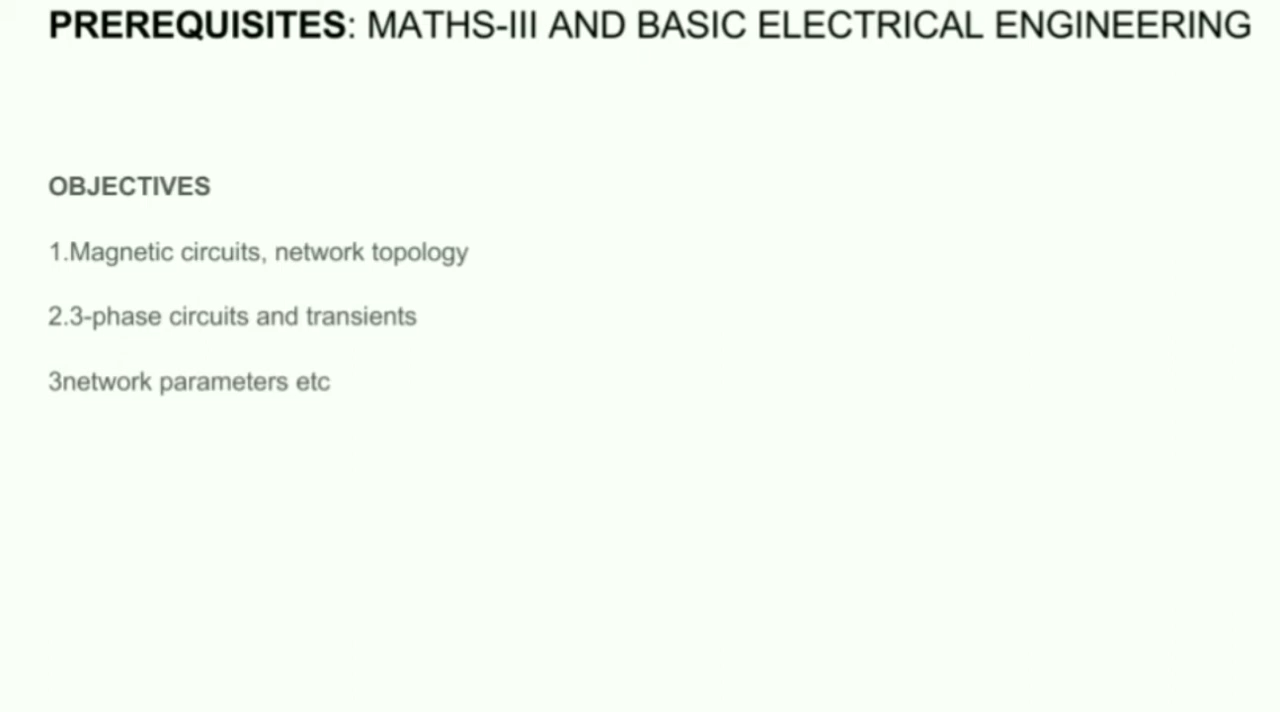 PREREQUISITES: MATHS-III AND BASIC ELECTRICAL ENGINEERING
OBJECTIVES
1.Magnetic circuits, network topology
2.3-phase circuits and transients
3network parameters etc